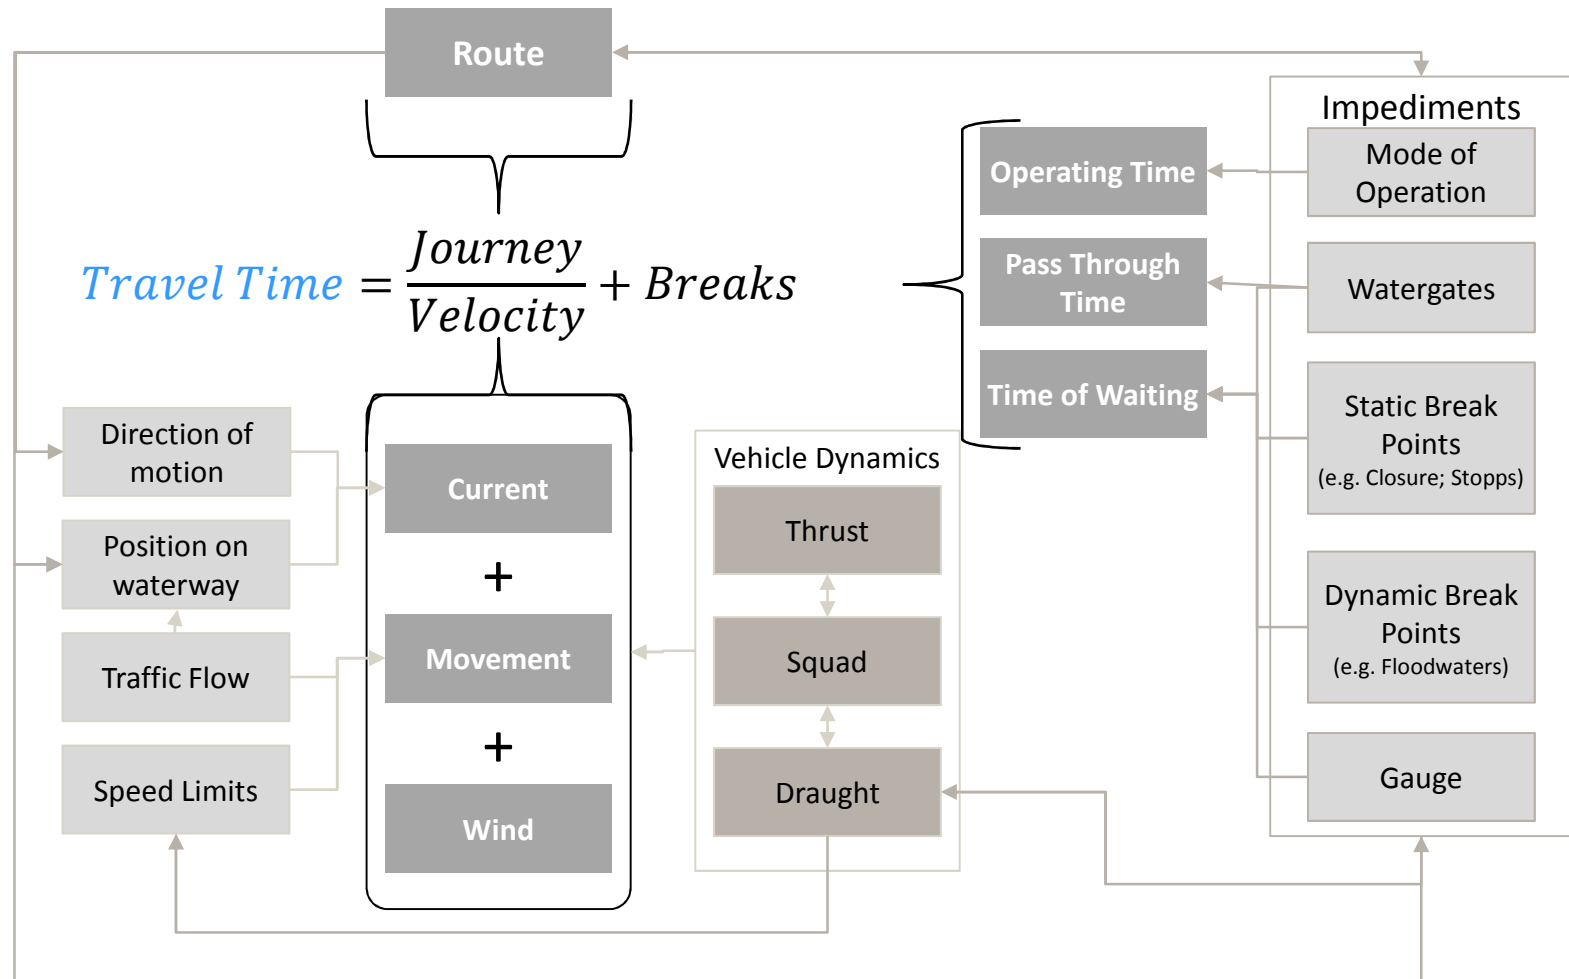 Route
Impediments
Operating Time
Mode of
Operation
Travel Time = Journey / Velocity + Breaks
Pass Through
Time
Watergates
Time of Waiting
Static Break
Points
(e.g. Closure; Stopps)
Direction of
motion
Current
Vehicle Dynamics
Thrust
Position on
waterway
+
Dynamic Break
Points
(e.g. Floodwaters)
Traffic Flow
Movement
Squad
+
Speed Limits
Wind
Draught
Gauge